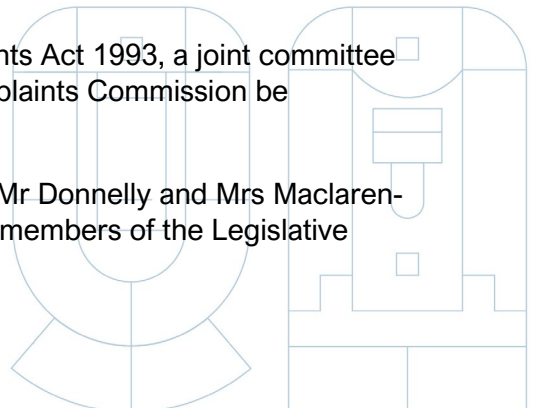 nts Act 1993, a joint committee
plaints Commission be
Mr Donnelly and Mrs Maclaren-
members of the Legislative